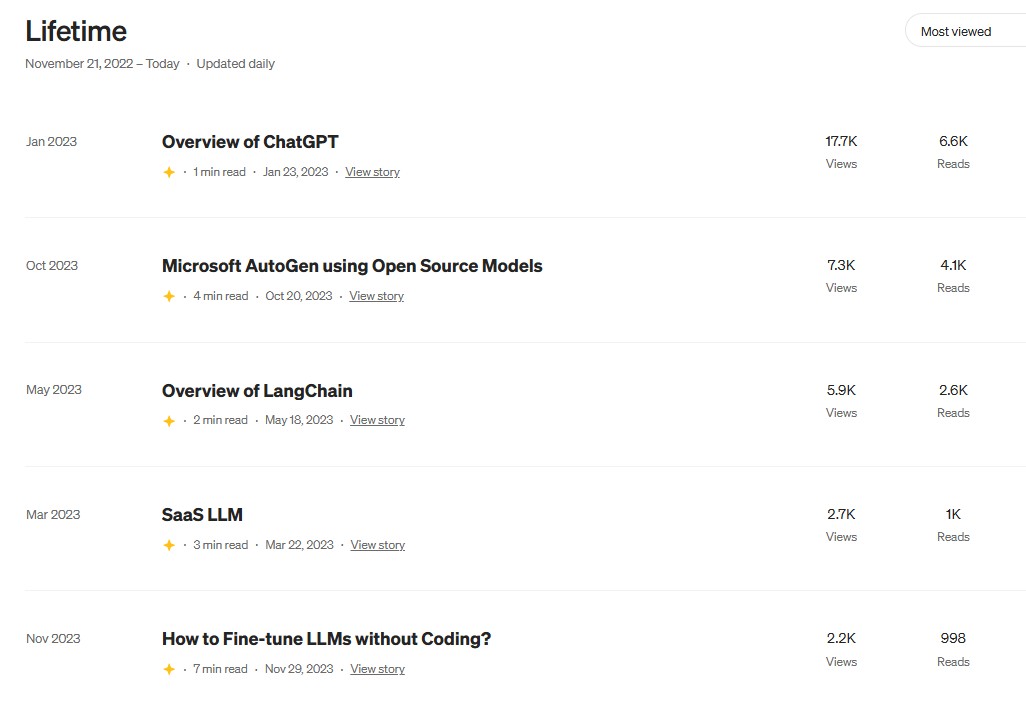 Lifetime
Most viewed
November 21, 2022 – Today · Updated daily
Jan 2023
Overview of ChatGPT
17.7K
6.6K
· 1 min read · Jan 23, 2023 · View story
Views
Reads
Oct 2023
Microsoft AutoGen using Open Source Models
7.3K
4.1K
· 4 min read · Oct 20, 2023 · View story
Views
Reads
May 2023
Overview of LangChain
5.9K
2.6K
· 2 min read · May 18, 2023 · View story
Views
Reads
Mar 2023
SaaS LLM
2.7K
1K
· 3 min read · Mar 22, 2023 · View story
Views
Reads
Nov 2023
How to Fine-tune LLMs without Coding?
2.2K
998
· 7 min read · Nov 29, 2023 · View story
Views
Reads